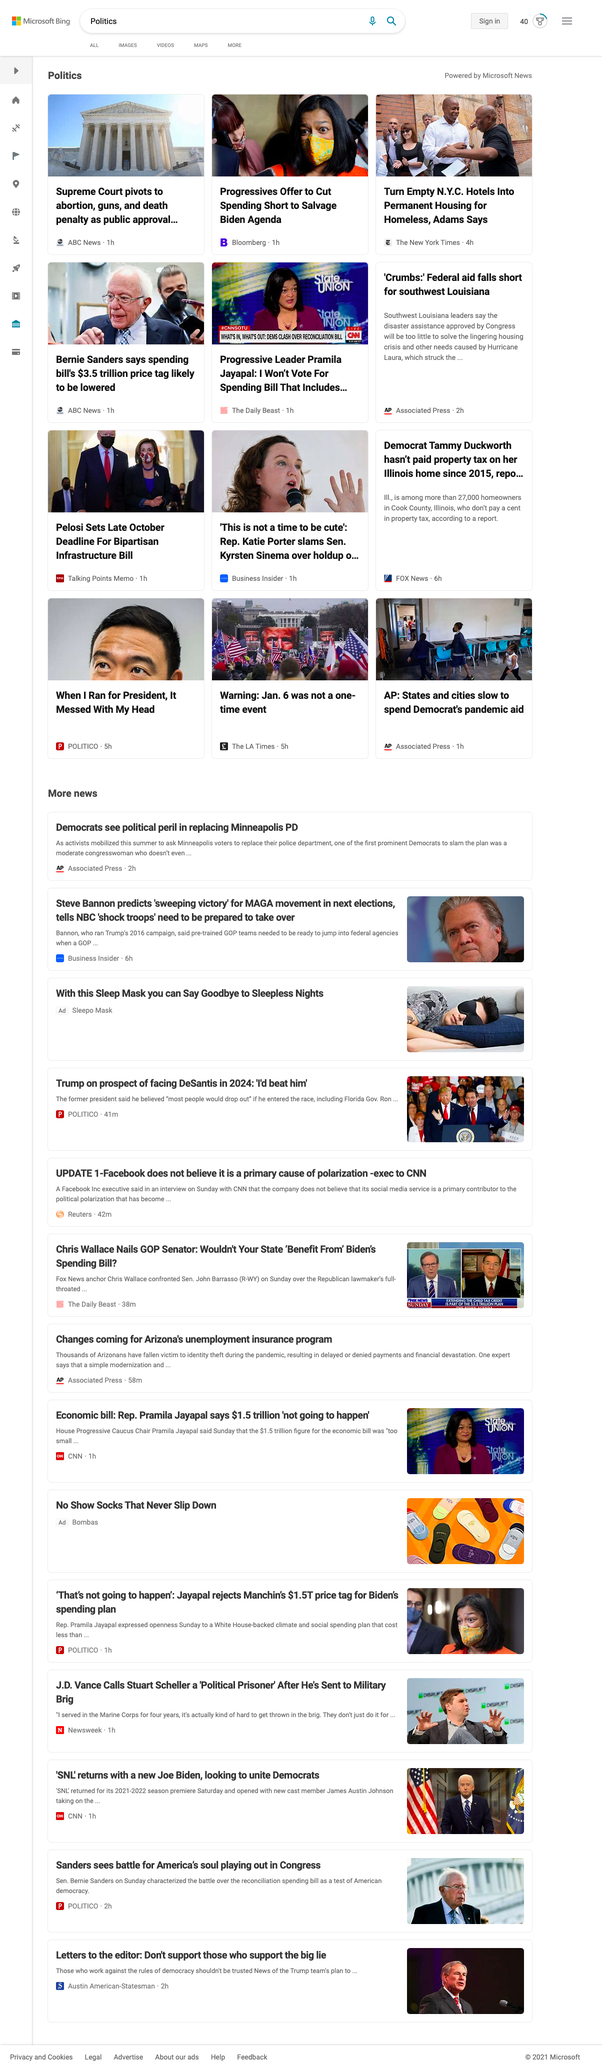 Microsoft Bing
Politics
Sign in
40
ALL IMAGES VIDEOS MAPS MORE
Politics
Powered by Microsoft News
Supreme Court pivots to
abortion, guns, and death
penalty as public approval...
ABC News · 1h
Progressives Offer to Cut
Spending Short to Salvage
Biden Agenda
B Bloomberg · 1h
Turn Empty N.Y.C. Hotels Into
Permanent Housing for
Homeless, Adams Says
The New York Times · 4h
Bernie Sanders says spending
bill's $3.5 trillion price tag likely
to be lowered
ABC News · 1h
State
UNION
#CNNSOTU
WHAT'S IN, WHAT'S OUT: DEMS CLASH OVER RECONCILIATION BILL
CNN
Progressive Leader Pramila
Jayapal: I Won't Vote For
Spending Bill That Includes...
The Daily Beast · 1h
'Crumbs:' Federal aid falls short
for southwest Louisiana
Southwest Louisiana leaders say the
disaster assistance approved by Congress
will be too little to solve the lingering housing
crisis and other needs caused by Hurricane
Laura, which struck the ...
AP Associated Press · 2h
Pelosi Sets Late October
Deadline For Bipartisan
Infrastructure Bill
Talking Points Memo · 1h
'This is not a time to be cute':
Rep. Katie Porter slams Sen.
Kyrsten Sinema over holdup o...
Business Insider · 1h
Democrat Tammy Duckworth
hasn't paid property tax on her
Illinois home since 2015, repo...
Ill., is among more than 27,000 homeowners
in Cook County, Illinois, who don't pay a cent
in property tax, according to a report.
FOX News · 6h
When I Ran for President, It
Messed With My Head
P POLITICO · 5h
Warning: Jan. 6 was not a one-
time event
The LA Times · 5h
AP: States and cities slow to
spend Democrat's pandemic aid
AP Associated Press · 1h
More news
Democrats see political peril in replacing Minneapolis PD
As activists mobilized this summer to ask Minneapolis voters to replace their police department, one of the first prominent Democrats to slam the plan was a
moderate congresswoman who doesn't even ...
AP Associated Press · 2h
Steve Bannon predicts 'sweeping victory' for MAGA movement in next elections,
tells NBC 'shock troops' need to be prepared to take over
Bannon, who ran Trump's 2016 campaign, said pre-trained GOP teams needed to be ready to jump into federal agencies
when a GOP ...
Business Insider · 6h
With this Sleep Mask you can Say Goodbye to Sleepless Nights
Ad Sleepo Mask
Trump on prospect of facing DeSantis in 2024: 'I'd beat him'
The former president said he believed "most people would drop out" if he entered the race, including Florida Gov. Ron ...
P POLITICO · 41m
UPDATE 1-Facebook does not believe it is a primary cause of polarization -exec to CNN
A Facebook Inc executive said in an interview on Sunday with CNN that the company does not believe that its social media service is a primary contributor to the
political polarization that has become ...
Reuters · 42m
Chris Wallace Nails GOP Senator: Wouldn't Your State 'Benefit From' Biden's
Spending Bill?
Fox News anchor Chris Wallace confronted Sen. John Barrasso (R-WY) on Sunday over the Republican lawmaker's full-
throated ...
The Daily Beast · 38m
SUNDAY
EXTENDING THE CHILD TAX CREDIT
IS PART OF THE $3.5 TRILLION PLAN
Changes coming for Arizona's unemployment insurance program
Thousands of Arizonans have fallen victim to identity theft during the pandemic, resulting in delayed or denied payments and financial devastation. One expert
says that a simple modernization and ...
AP Associated Press · 58m
Economic bill: Rep. Pramila Jayapal says $1.5 trillion 'not going to happen'
House Progressive Caucus Chair Pramila Jayapal said Sunday that the $1.5 trillion figure for the economic bill was "too
small ...
CNN · 1h
State
UNION
No Show Socks That Never Slip Down
Ad Bombas
'That's not going to happen': Jayapal rejects Manchin's $1.5T price tag for Biden's
spending plan
Rep. Pramila Jayapal expressed openness Sunday to a White House-backed climate and social spending plan that cost
less than ...
P POLITICO · 1h
J.D. Vance Calls Stuart Scheller a 'Political Prisoner' After He's Sent to Military
Brig
"I served in the Marine Corps for four years, it's actually kind of hard to get thrown in the brig. They don't just do it for ...
N Newsweek · 1h
DISRUPT
'SNL' returns with a new Joe Biden, looking to unite Democrats
'SNL' returned for its 2021-2022 season premiere Saturday and opened with new cast member James Austin Johnson
taking on the ...
CNN · 1h
Sanders sees battle for America's soul playing out in Congress
Sen. Bernie Sanders on Sunday characterized the battle over the reconciliation spending bill as a test of American
democracy.
P POLITICO · 2h
Letters to the editor: Don't support those who support the big lie
Those who work against the rules of democracy shouldn't be trusted News of the Trump team's plan to ...
Austin American-Statesman · 2h
Privacy and Cookies Legal Advertise About our ads Help Feedback © 2021 Microsoft